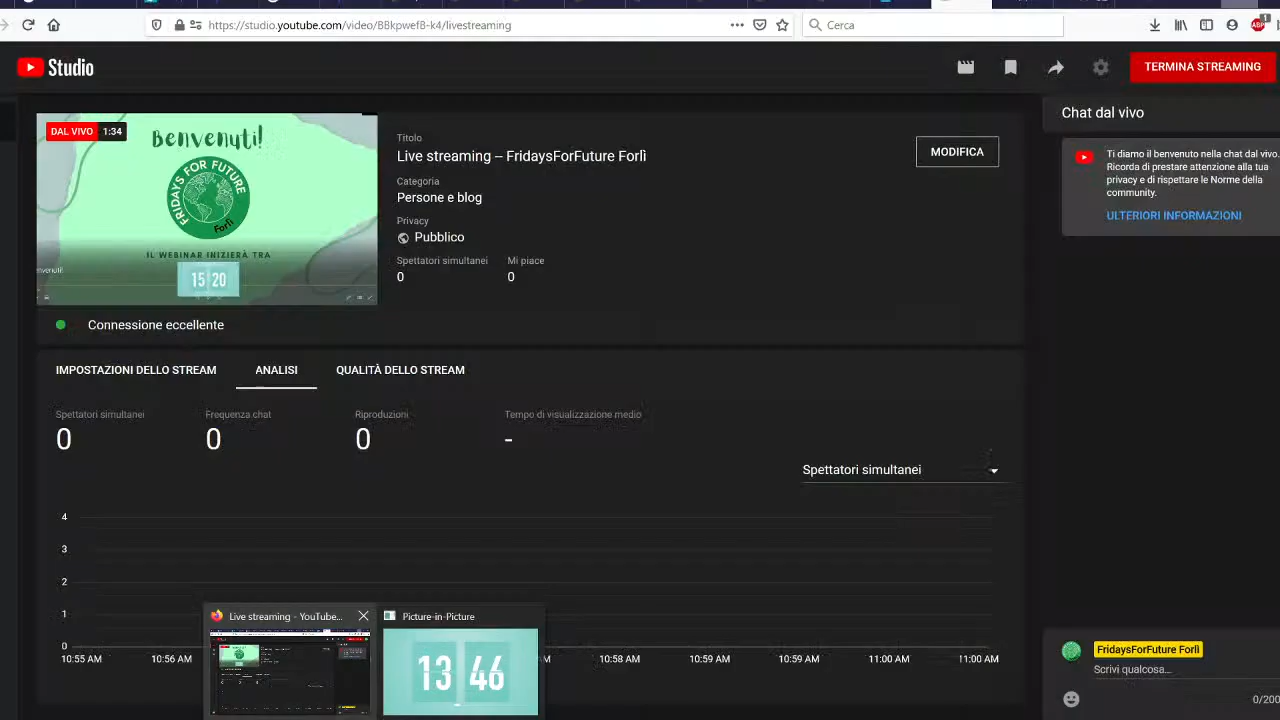 https://studio.youtube.com/video/B8kpwefB-k4/livestreaming
Cerca
1
ABP
Studio
TERMINA STREAMING
DAL VIVO 1:34
Benvenuti!
FRIDAYS FOR FUTURE
Forlì
IL WEBINAR INIZIERÀ TRA
15 20
Titolo
Live streaming – FridaysForFuture Forlì
MODIFICA
Categoria
Persone e blog
Privacy
Pubblico
Spettatori simultanei
Mi piace
0
0
Connessione eccellente
IMPOSTAZIONI DELLO STREAM
ANALISI
QUALITÀ DELLO STREAM
Spettatori simultanei
Frequenza chat
Riproduzioni
Tempo di visualizzazione medio
0
0
0
-
Spettatori simultanei
4
3
2
1
0
10:55 AM
10:56 AM
10:58 AM
10:59 AM
10:59 AM
11:00 AM
11:00 AM
Live streaming - YouTube...
Picture-in-Picture
13 46
Chat dal vivo
Ti diamo il benvenuto nella chat dal vivo.
Ricorda di prestare attenzione alla tua
privacy e di rispettare le Norme della
community.
ULTERIORI INFORMAZIONI
FridaysForFuture Forlì
Scrivi qualcosa...
0/200